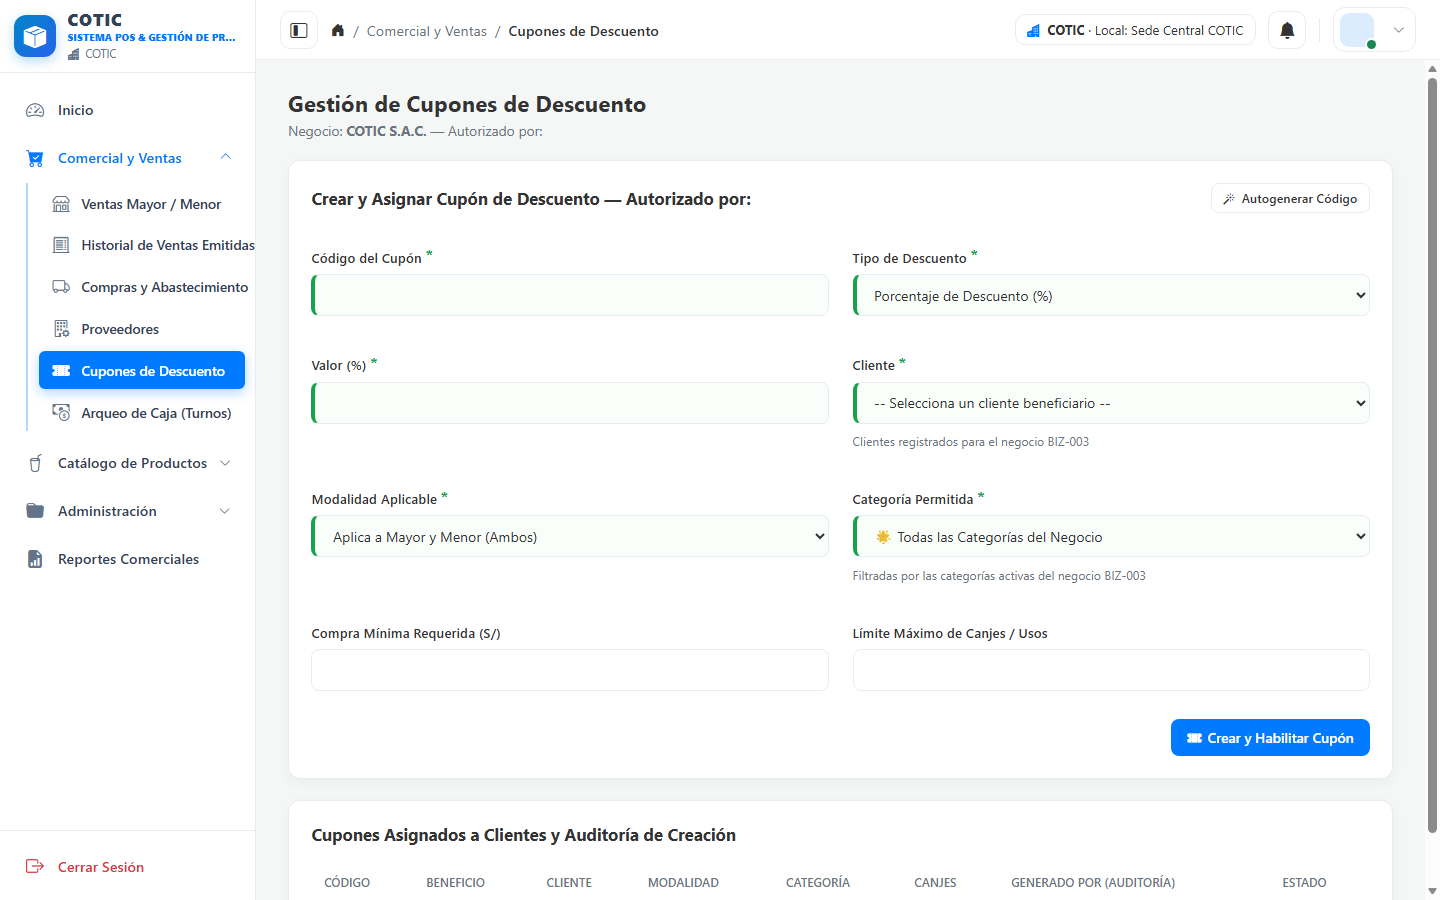 COTIC
SISTEMA POS & GESTIÓN DE PR...
COTIC
Inicio
Comercial y Ventas
Ventas Mayor / Menor
Historial de Ventas Emitidas
Compras y Abastecimiento
Proveedores
Cupones de Descuento
Arqueo de Caja (Turnos)
Catálogo de Productos
Administración
Reportes Comerciales
Cerrar Sesión
/ Comercial y Ventas / Cupones de Descuento
COTIC · Local: Sede Central COTIC
Gestión de Cupones de Descuento
Negocio: COTIC S.A.C. — Autorizado por:
Crear y Asignar Cupón de Descuento — Autorizado por:
Autogenerar Código
Código del Cupón *
Tipo de Descuento *
Porcentaje de Descuento (%)
Valor (%) *
Cliente *
-- Selecciona un cliente beneficiario --
Clientes registrados para el negocio BIZ-003
Modalidad Aplicable *
Categoría Permitida *
Aplica a Mayor y Menor (Ambos)
Todas las Categorías del Negocio
Filtradas por las categorías activas del negocio BIZ-003
Compra Mínima Requerida (S/)
Límite Máximo de Canjes / Usos
Crear y Habilitar Cupón
Cupones Asignados a Clientes y Auditoría de Creación
CÓDIGO BENEFICIO CLIENTE MODALIDAD CATEGORÍA CANJES GENERADO POR (AUDITORÍA) ESTADO